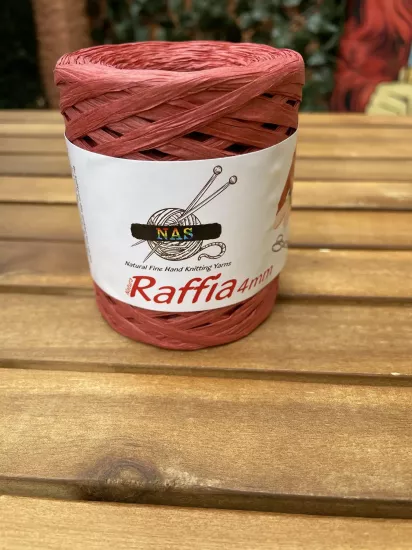 NAS
Natural Fine Hand Knitting Yarns
Raffia 4mm